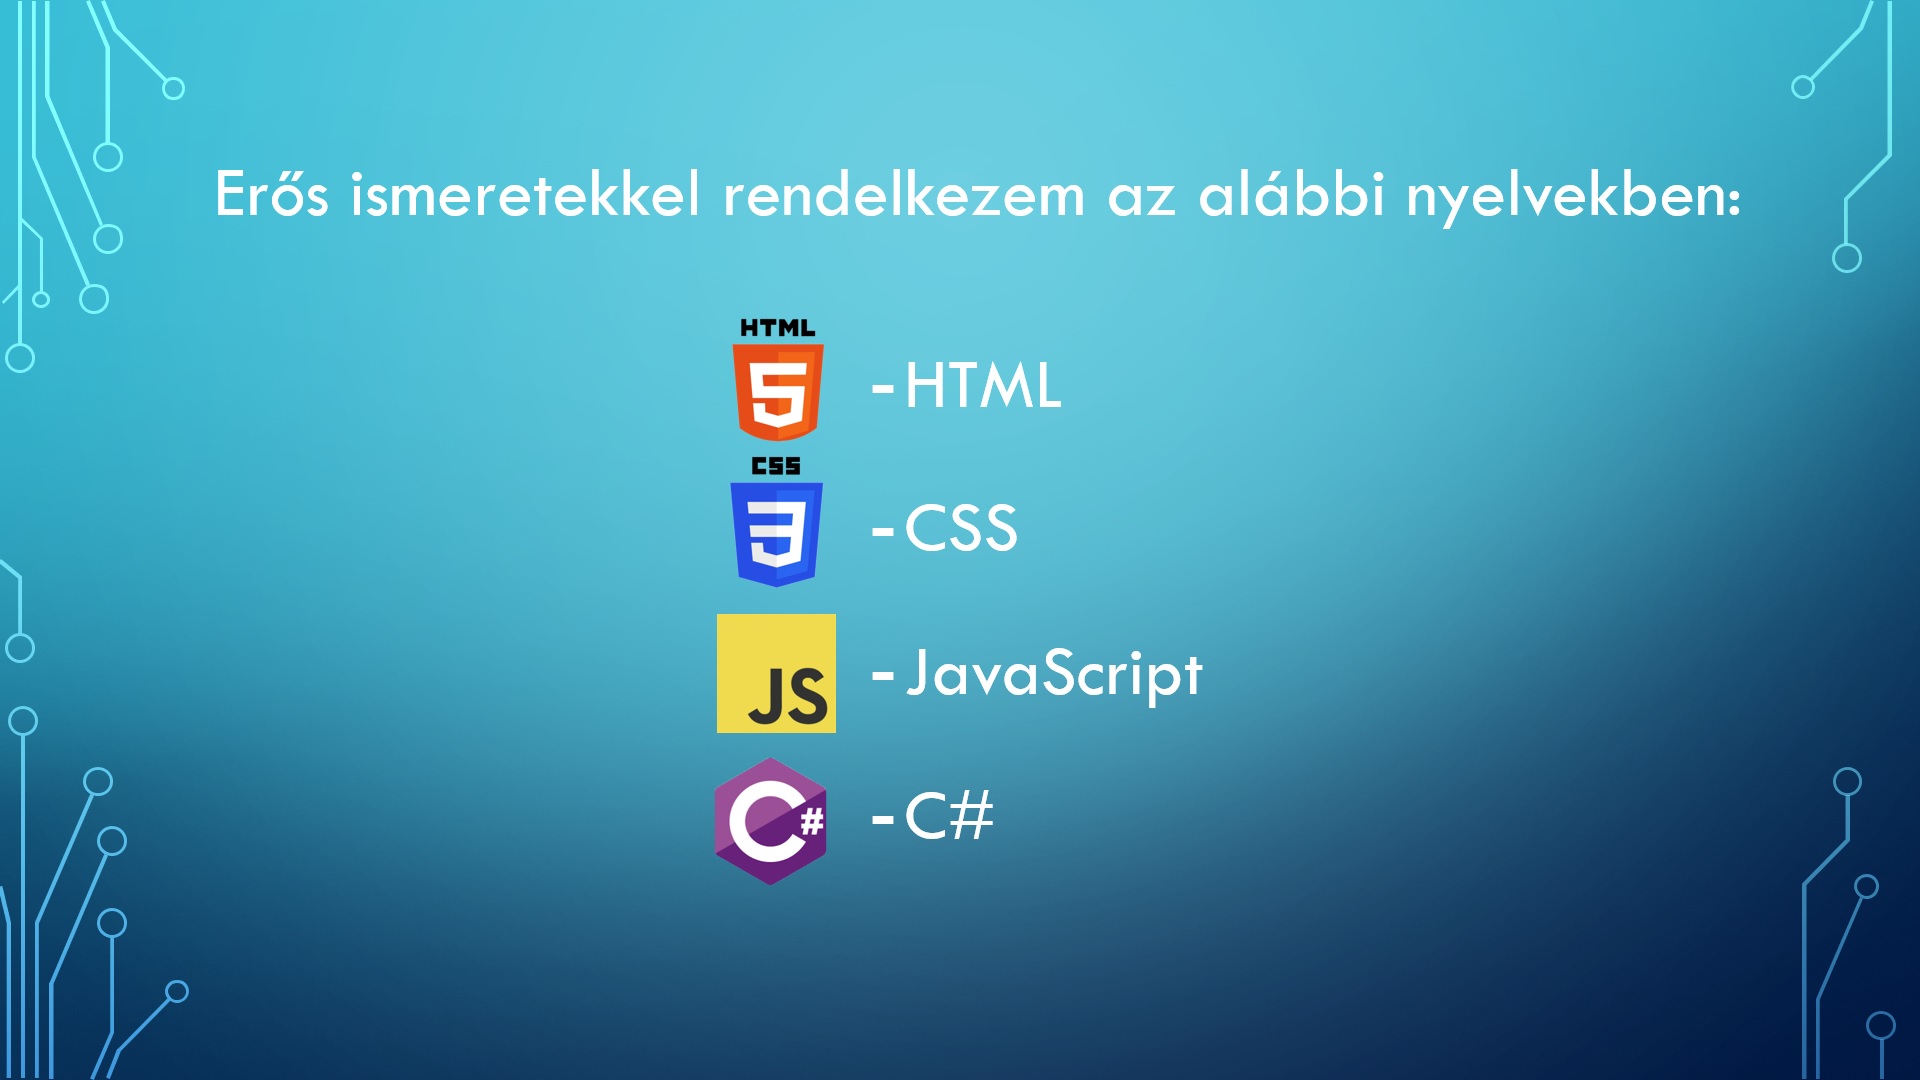 Erős ismeretekkel rendelkezem az alábbi nyelvekben:
HTML
-HTML
CSS
-CSS
JS
-JavaScript
C#
-C#